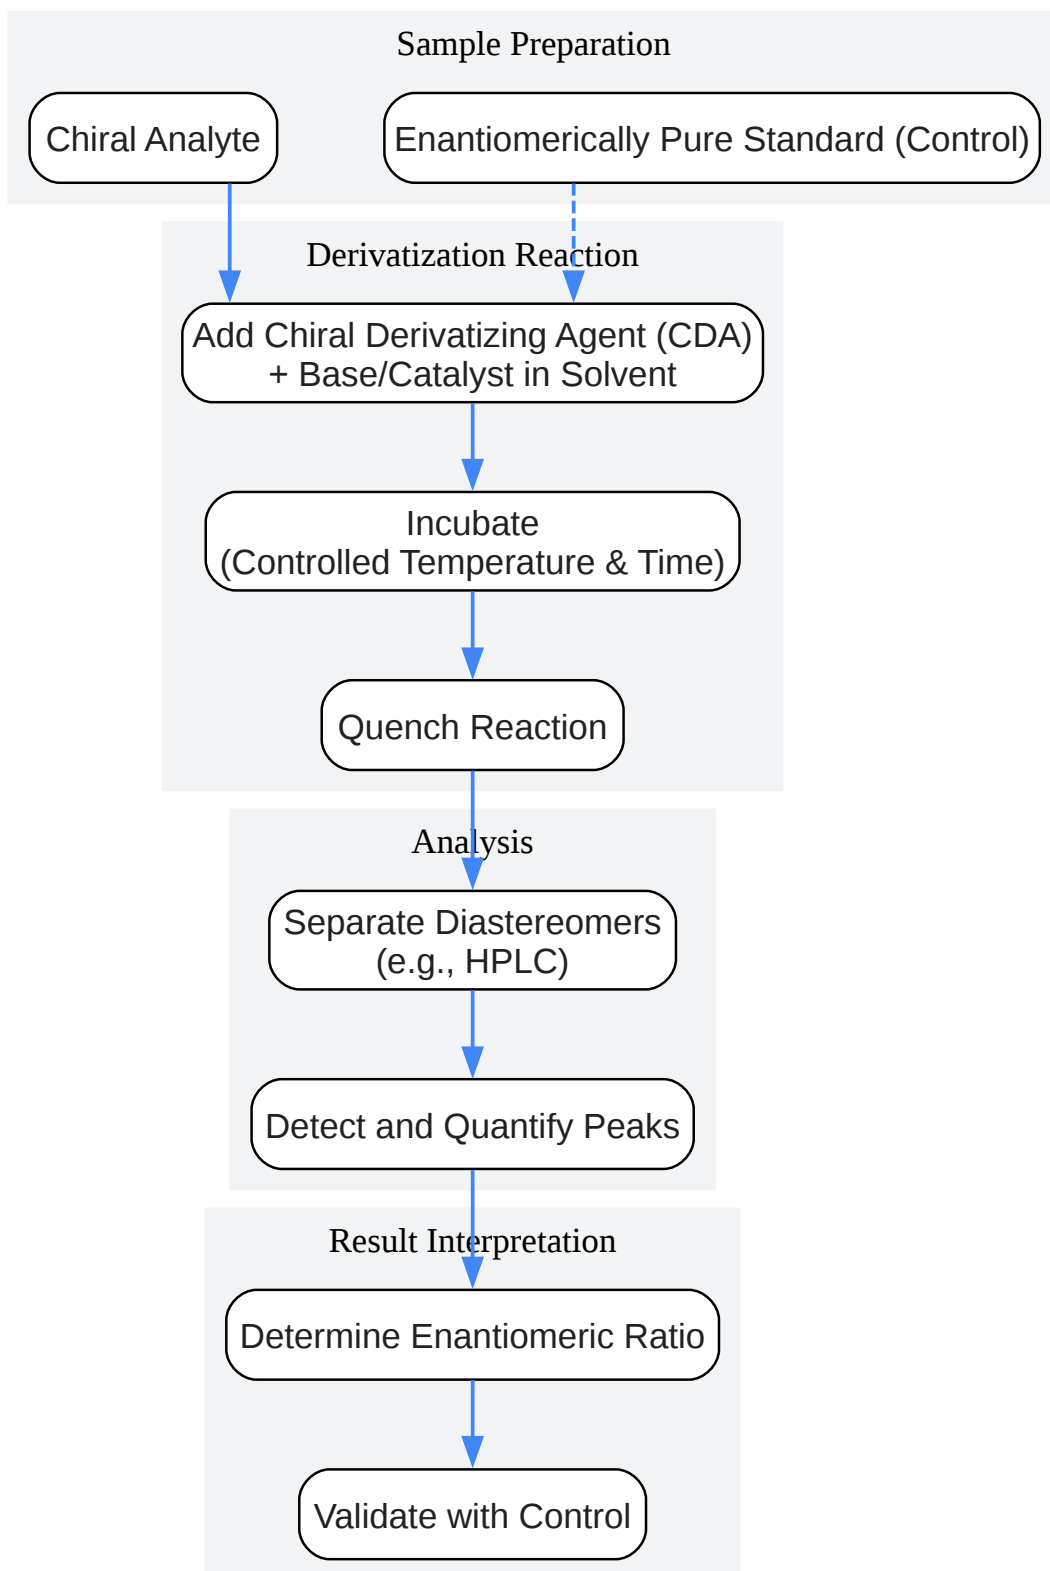 Sample Preparation
Chiral Analyte
Enantiomerically Pure Standard (Control)
Derivatization Reaction
Add Chiral Derivatizing Agent (CDA)
+ Base/Catalyst in Solvent
Incubate
(Controlled Temperature & Time)
Quench Reaction
Analysis
Separate Diastereomers
(e.g., HPLC)
Detect and Quantify Peaks
Result Interpretation
Determine Enantiomeric Ratio
Validate with Control